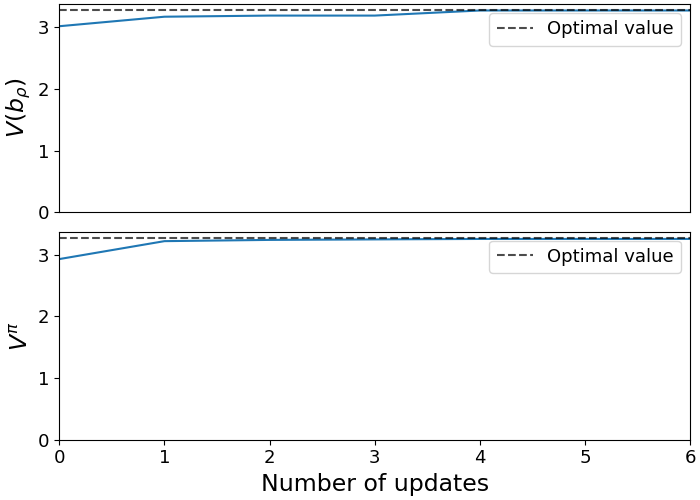 3
2
1
0
V(b_ρ)
Optimal value
3
2
1
0
V^π
Optimal value
0 1 2 3 4 5 6
Number of updates